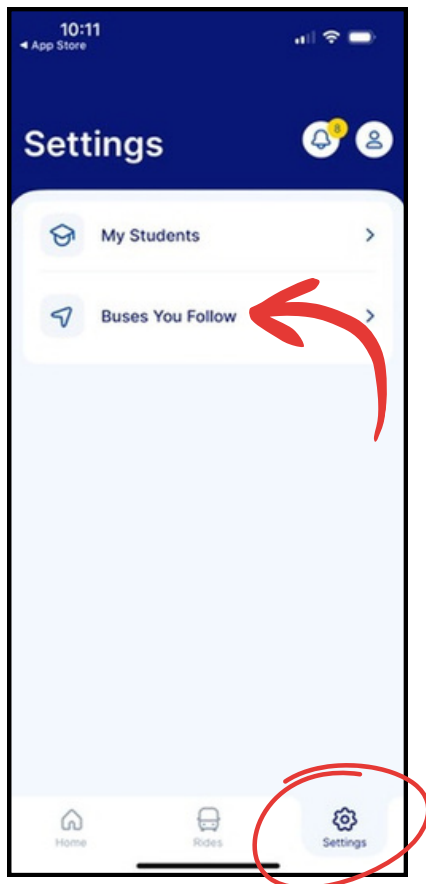 10:11
◀ App Store
Settings
8
My Students
Buses You Follow
Home
Rides
Settings